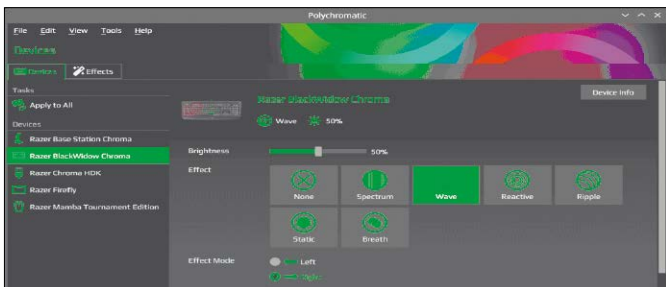 Polychromatic
File Edit View Tools Help
Devices
Devices Effects
Tasks
Apply to All
Devices
Razer Base Station Chroma
Razer BlackWidow Chroma
Razer Chroma HDK
Razer Firefly
Razer Mamba Tournament Edition
Razer BlackWidow Chroma
Device Info
Wave 50%
Brightness 50%
Effect
None Spectrum Wave Reactive Ripple
Static Breath
Effect Mode
Left
Right